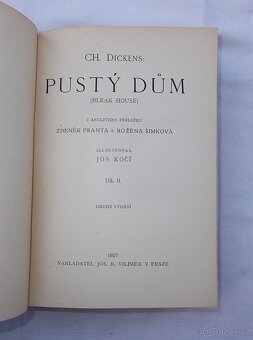 CH. DICKENS:
PUSTÝ DŮM
(BLEAK HOUSE)
Z ANGLIČTINY PŘELOŽILI
ZDENĚK FRANTA A BOŽENA ŠIMKOVÁ
ILLUSTROVAL
JOS. KOČÍ
DÍL II.
DRUHÉ VYDÁNÍ
1927
NAKLADATEL JOS. R. VILÍMEK V PRAZE